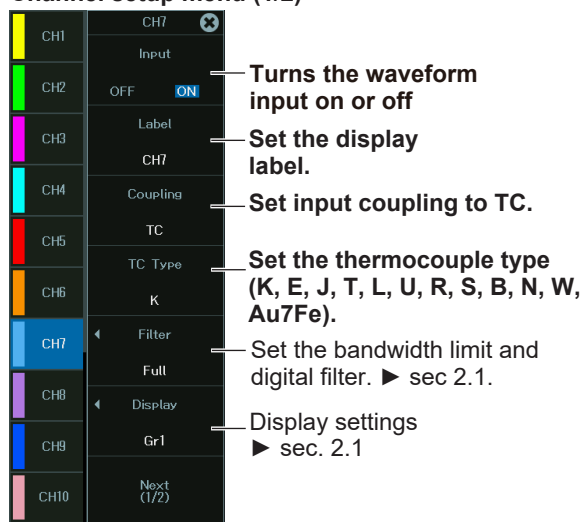 Channel setup menu (1/2)
CH1
CH2
CH3
CH4
CH5
CH6
CH7
CH8
CH9
CH10
CH7
Input
OFF ON
Label
CH7
Coupling
TC
TC Type
K
Filter
Full
Display
Gr1
Next
(1/2)
Turns the waveform
input on or off
Set the display
label.
Set input coupling to TC.
Set the thermocouple type
(K, E, J, T, L, U, R, S, B, N, W,
Au7Fe).
Set the bandwidth limit and
digital filter. ► sec 2.1.
Display settings
► sec. 2.1